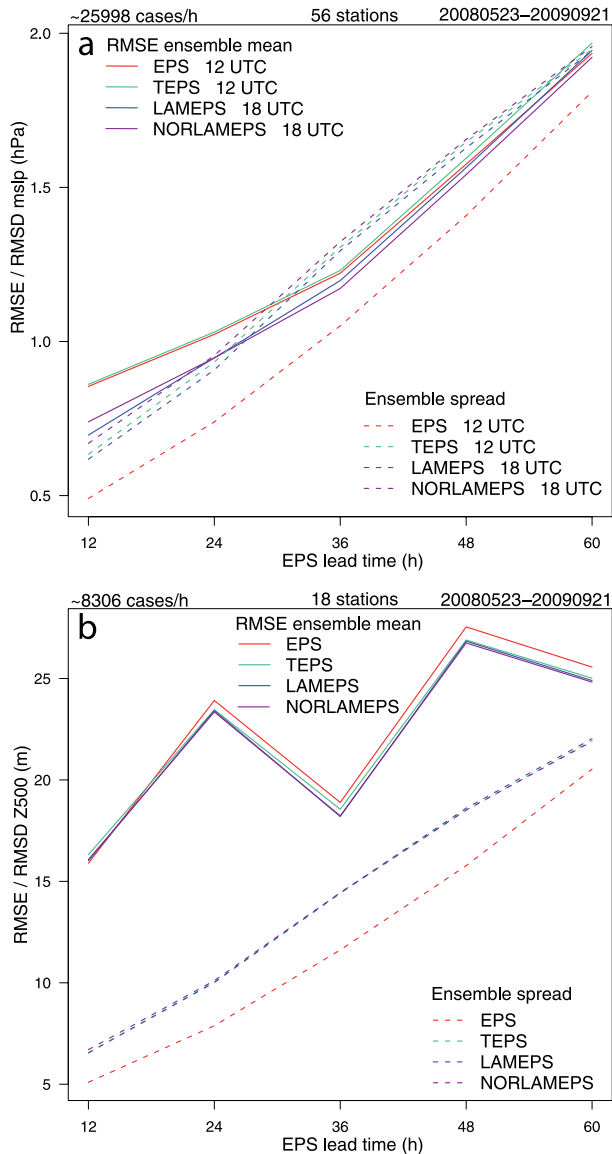 ~25998 cases/h 56 stations 20080523–20090921
a
RMSE ensemble mean
EPS 12 UTC
TEPS 12 UTC
LAMEPS 18 UTC
NORLAMEPS 18 UTC
RMSE / RMSD mslp (hPa)
2.0
1.5
1.0
0.5
Ensemble spread
EPS 12 UTC
TEPS 12 UTC
LAMEPS 18 UTC
NORLAMEPS 18 UTC
12 24 36 48 60
EPS lead time (h)
~8306 cases/h 18 stations 20080523–20090921
b
RMSE ensemble mean
EPS
TEPS
LAMEPS
NORLAMEPS
RMSE / RMSD Z500 (m)
25
20
15
10
5
Ensemble spread
EPS
TEPS
LAMEPS
NORLAMEPS
12 24 36 48 60
EPS lead time (h)